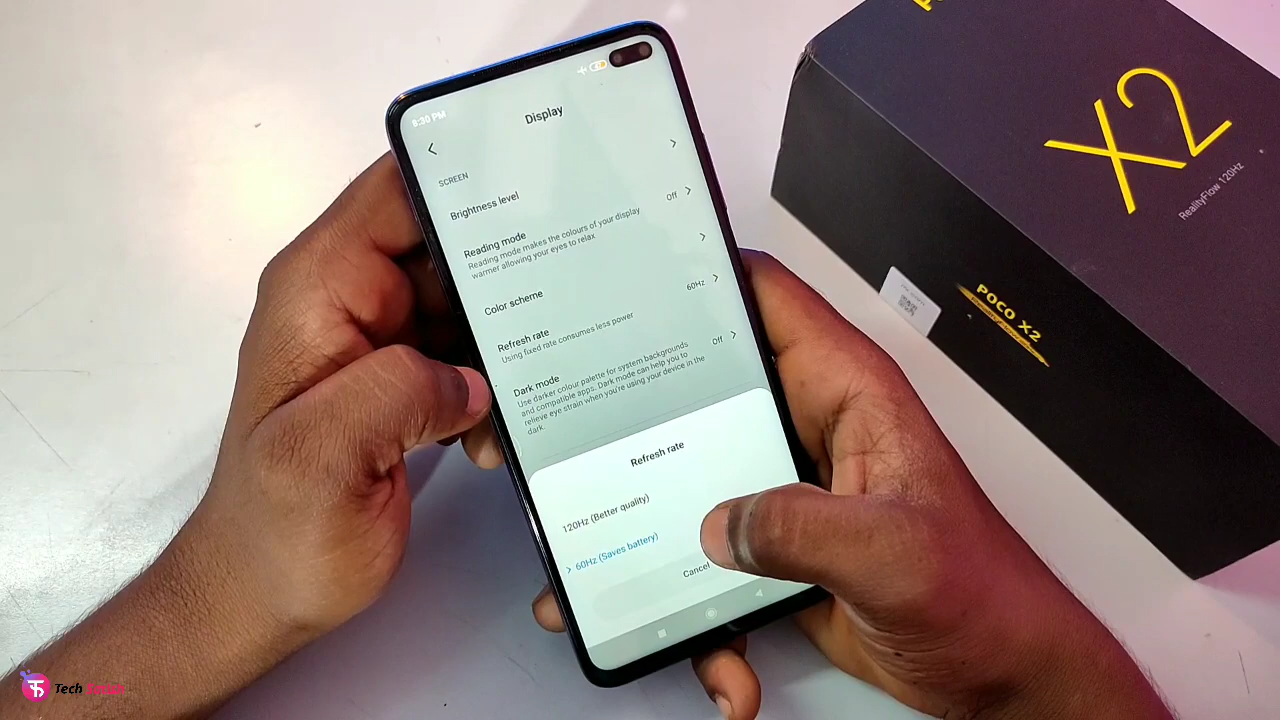 8:30 PM
Display
SCREEN
Brightness level
Reading mode
Off
Reading mode makes the colours of your display
warmer allowing your eyes to relax.
Color scheme
Refresh rate
60Hz
Using fixed rate consumes less power
Dark mode
Off
Use darker colour palette for system backgrounds
and compatible apps. Dark mode can help you to
relieve eye strain when you're using your device in the
dark.
Refresh rate
120Hz (Better quality)
60Hz (Saves battery)
Cancel
X2
RealityFlow 120Hz
POCO X2
Tech